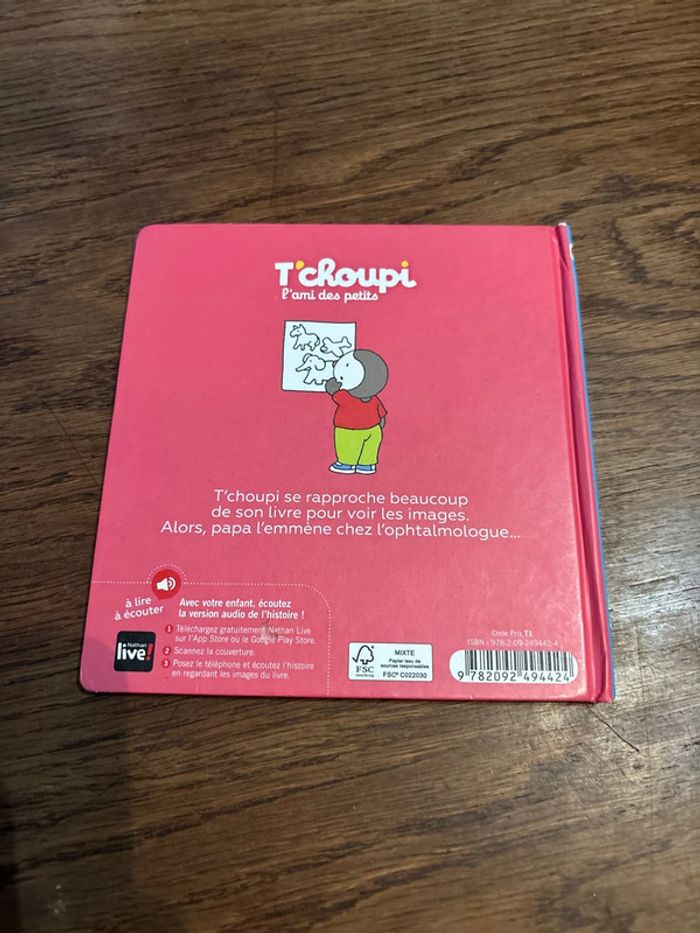 T'choupi
l'ami des petits
T'choupi se rapproche beaucoup
de son livre pour voir les images.
Alors, papa l'emmène chez l'ophtalmologue...
à lire
à écouter
Nathan
live!
Avec votre enfant, écoutez
la version audio de l'histoire !
1 Téléchargez gratuitement Nathan Live
sur l'App Store ou le Google Play Store.
2 Scannez la couverture.
3 Posez le téléphone et écoutez l'histoire
en regardant les images du livre.
FSC
www.fsc.org
MIXTE
Papier issu de
sources responsables
FSC® C022030
Code Prix T1
ISBN : 978-2-09-249442-4
9 782092 494424